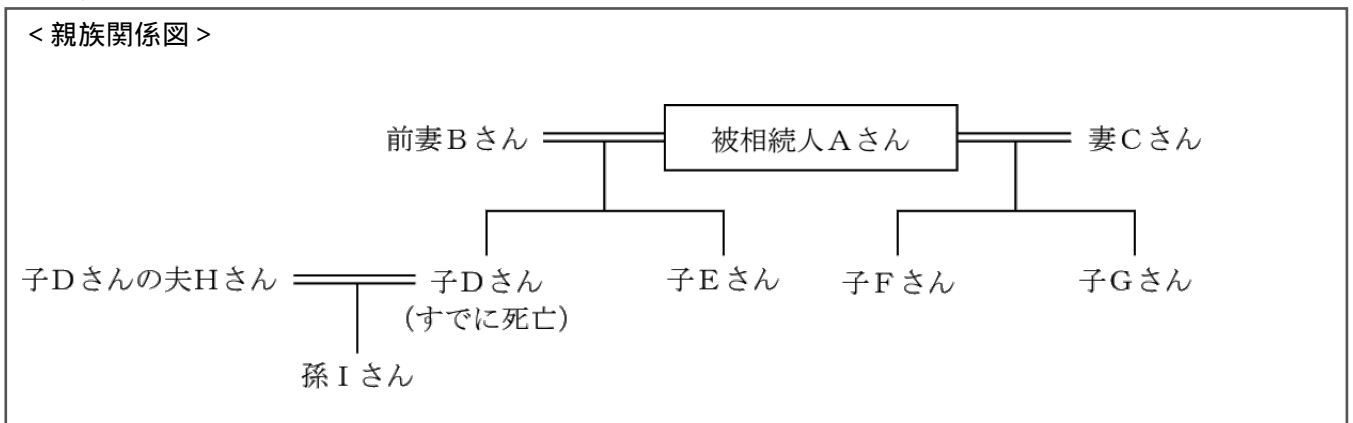 <親族関係図>
前妻Bさん 被相続人Aさん 妻Cさん
子Dさんの夫Hさん 子Dさん 子Eさん 子Fさん 子Gさん
(すでに死亡)
孫Iさん